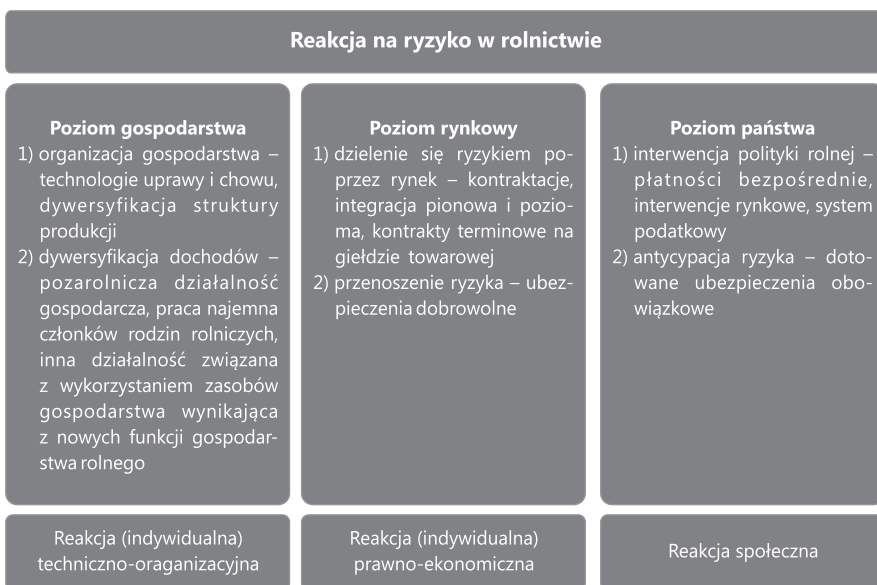 Reakcja na ryzyko w rolnictwie
Poziom gospodarstwa
1) organizacja gospodarstwa –
technologie uprawy i chowu,
dywersyfikacja struktury
produkcji
2) dywersyfikacja dochodów –
pozarolnicza działalność
gospodarcza, praca najemna
członków rodzin rolniczych,
inna działalność związana
z wykorzystaniem zasobów
gospodarstwa wynikająca
z nowych funkcji gospodar-
stwa rolnego
Reakcja (indywidualna)
techniczno-oraganizacyjna
Poziom rynkowy
1) dzielenie się ryzykiem po-
przez rynek – kontraktacje,
integracja pionowa i pozio-
ma, kontrakty terminowe na
giełdzie towarowej
2) przenoszenie ryzyka – ubez-
pieczenia dobrowolne
Reakcja (indywidualna)
prawno-ekonomiczna
Poziom państwa
1) interwencja polityki rolnej –
płatności bezpośrednie,
interwencje rynkowe, system
podatkowy
2) antycypacja ryzyka – doto-
wane ubezpieczenia obo-
wiązkowe
Reakcja społeczna